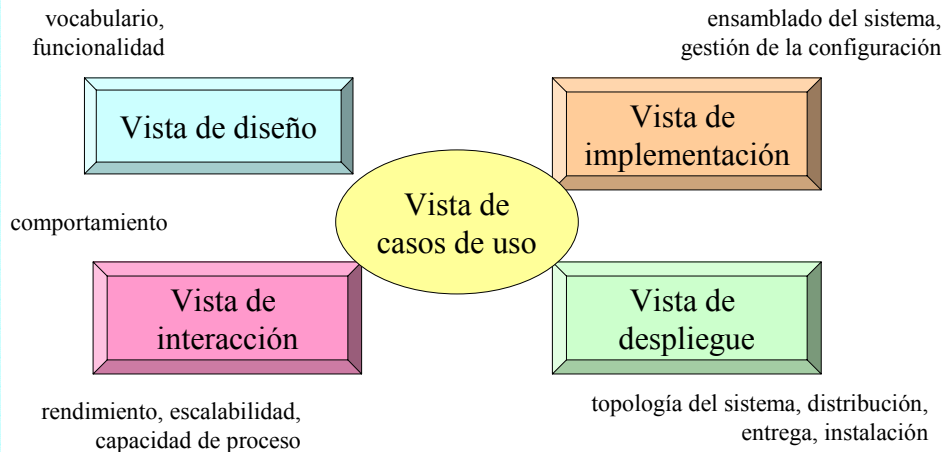 vocabulario,
funcionalidad
ensamblado del sistema,
gestión de la configuración
Vista de diseño
Vista de
implementación
Vista de
casos de uso
comportamiento
Vista de
interacción
Vista de
despliegue
rendimiento, escalabilidad,
capacidad de proceso
topología del sistema, distribución,
entrega, instalación